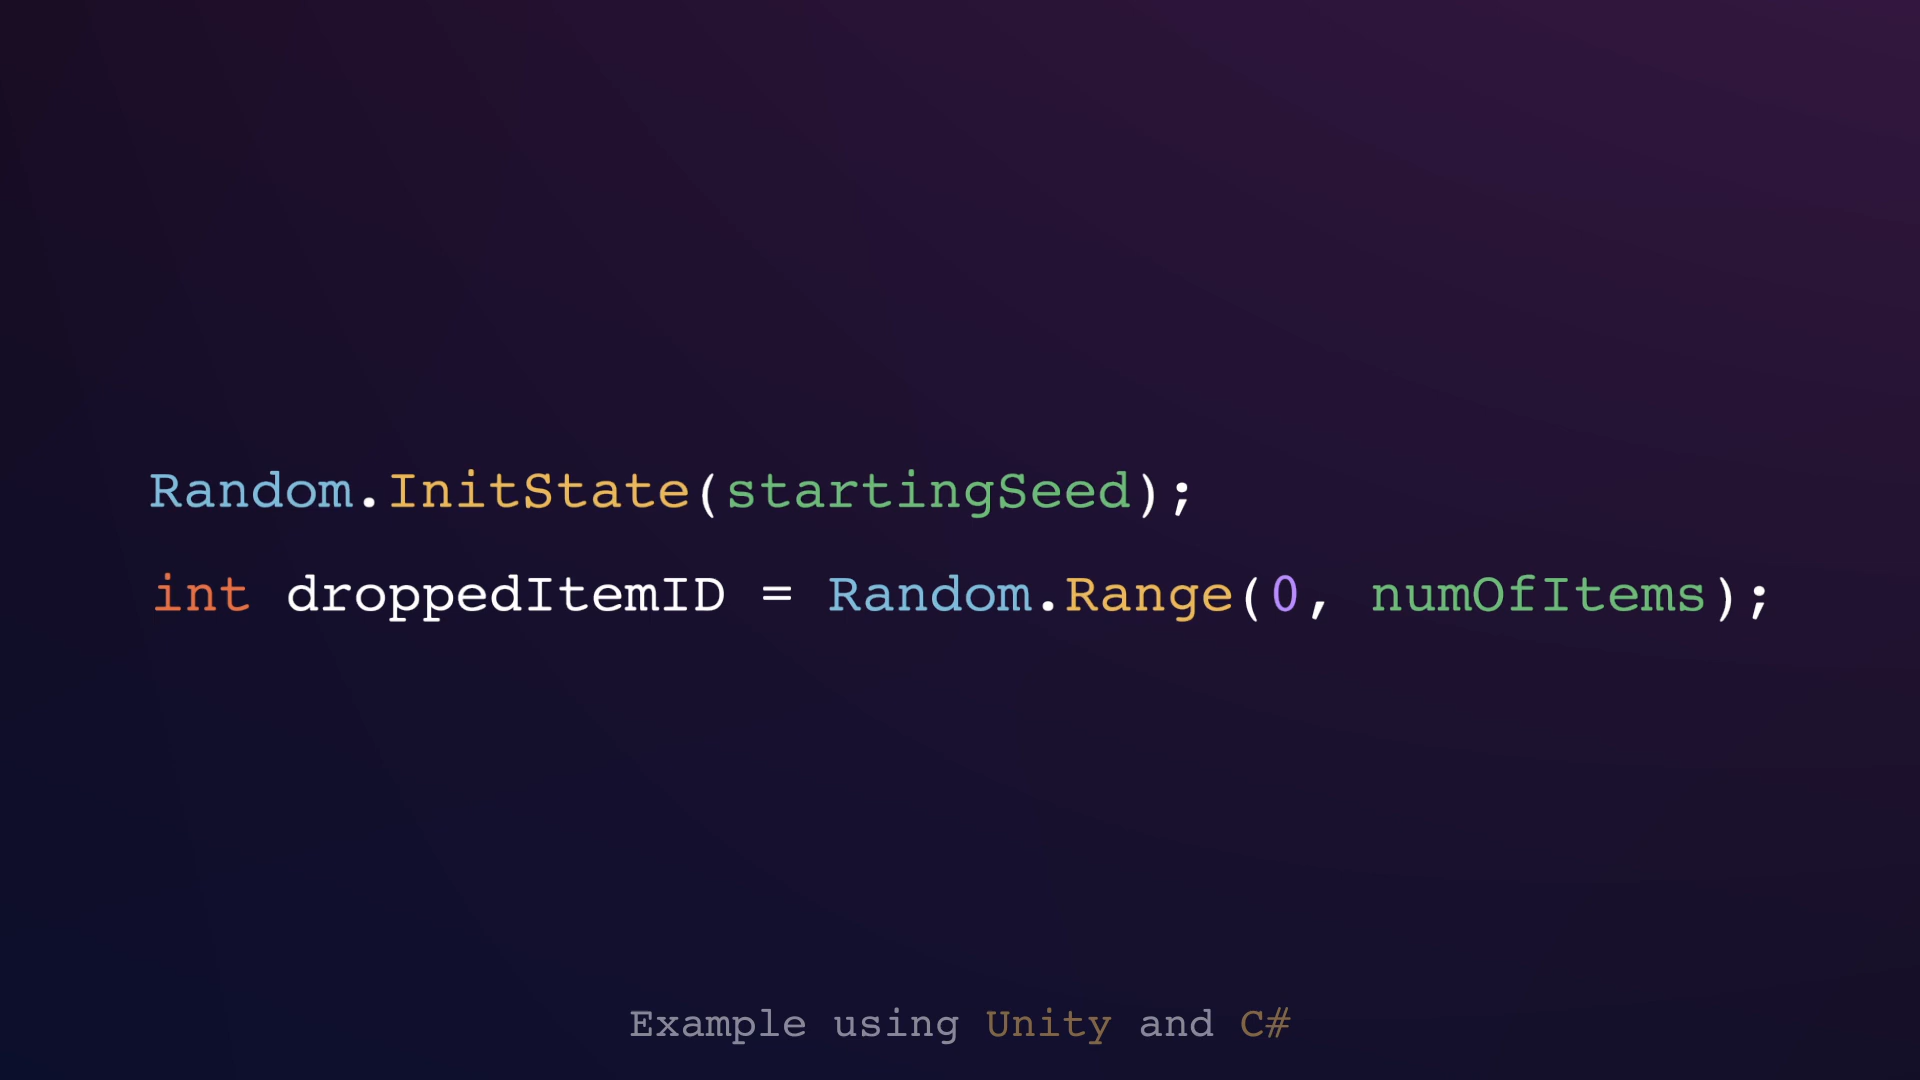 Random.InitState(startingSeed);
int droppedItemID = Random.Range(0, numOfItems);
Example using Unity and C#